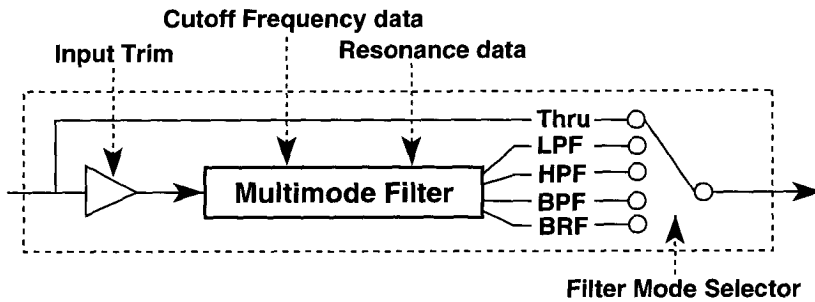 Cutoff Frequency data
Input Trim
Resonance data
Thru
LPF
HPF
BPF
BRF
Multimode Filter
Filter Mode Selector